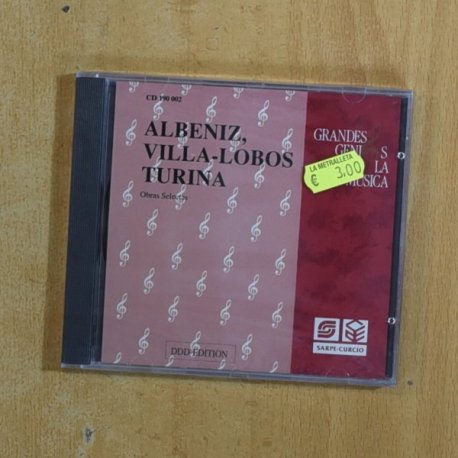 CD 190 002
ALBENIZ,
VILLA-LOBOS
TURINA
Obras Selectas
GRANDES
GENI S
LA
MUSICA
LA METRALLETA
€ 3,00
DDD-EDITION
SARPE-CURCIO